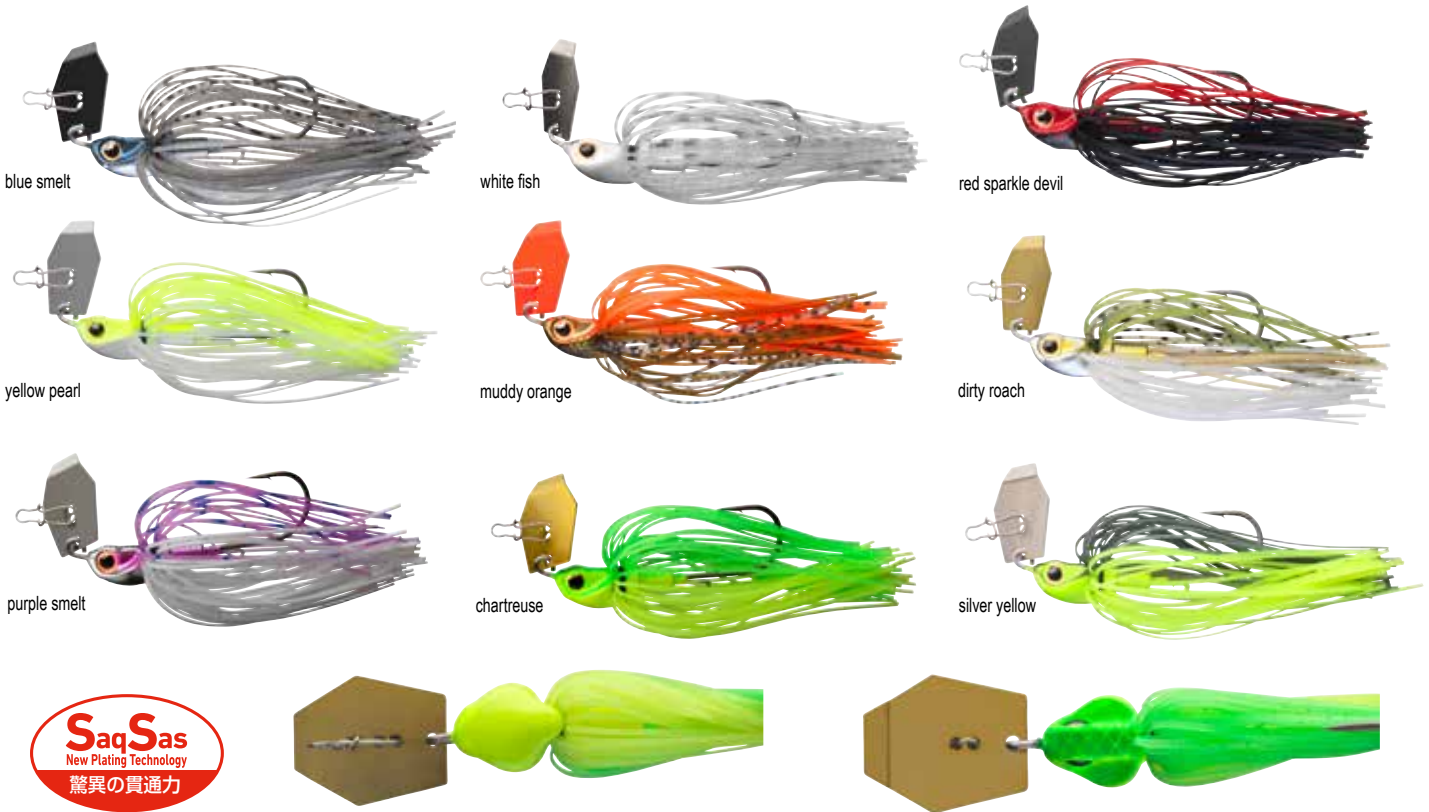 blue smelt
white fish
red sparkle devil
yellow pearl
muddy orange
dirty roach
purple smelt
chartreuse
silver yellow
SaqSas
New Plating Technology
驚異の貫通力